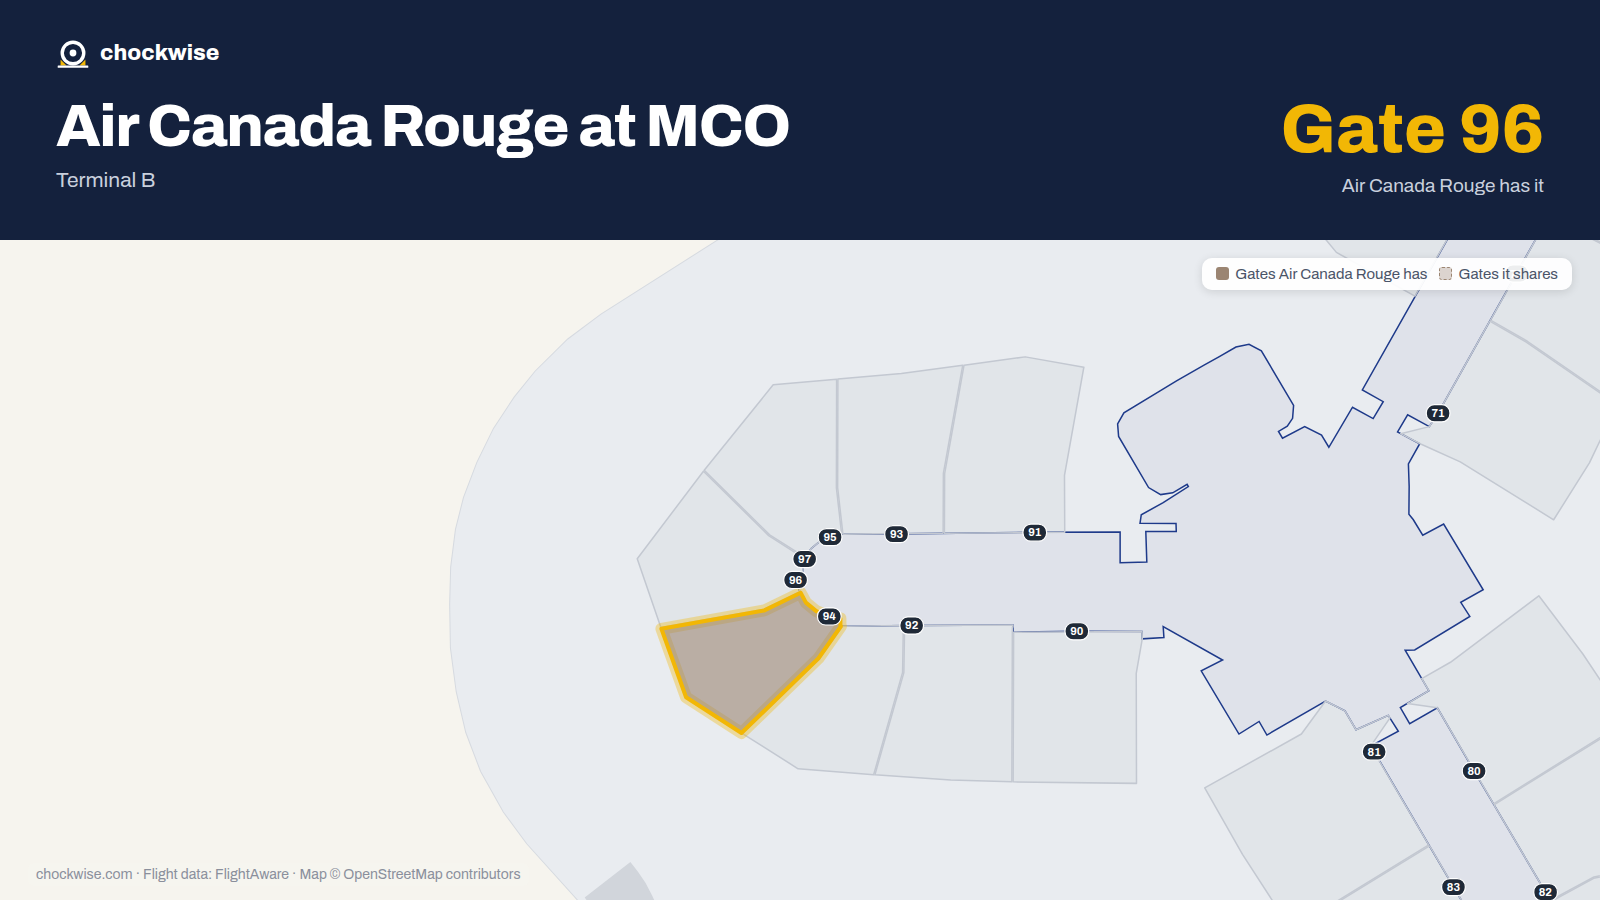 chockwise
Air Canada Rouge at MCO
Terminal B
Gate 96
Air Canada Rouge has it
Gates Air Canada Rouge has
Gates it shares
71
95
93
91
97
96
94
92
90
81
80
83
82
chockwise.com · Flight data: FlightAware · Map © OpenStreetMap contributors